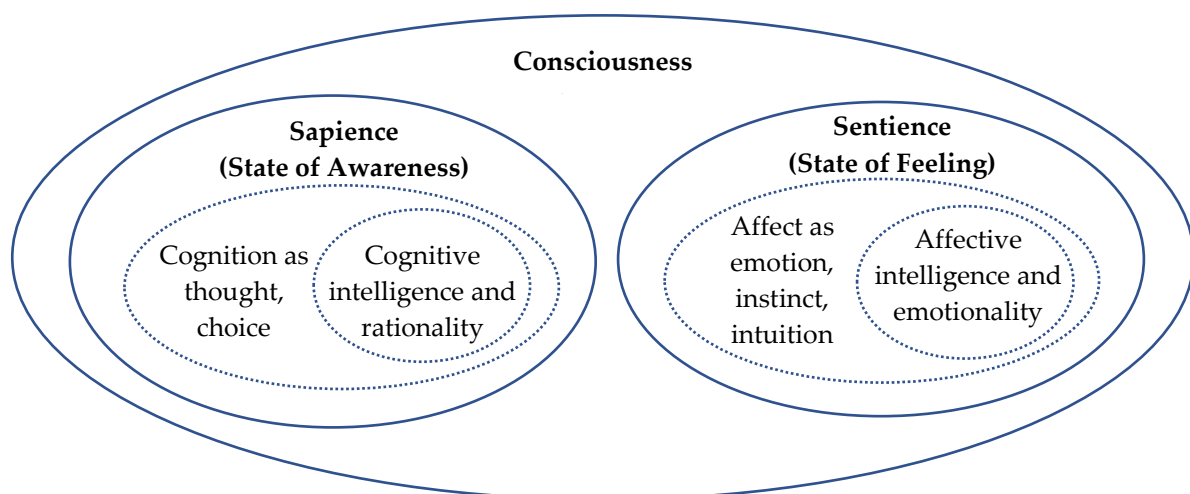 Consciousness
Sapience
(State of Awareness)
Cognition as
thought,
choice
Cognitive
intelligence and
rationality
Sentience
(State of Feeling)
Affect as
emotion,
instinct,
intuition
Affective
intelligence and
emotionality